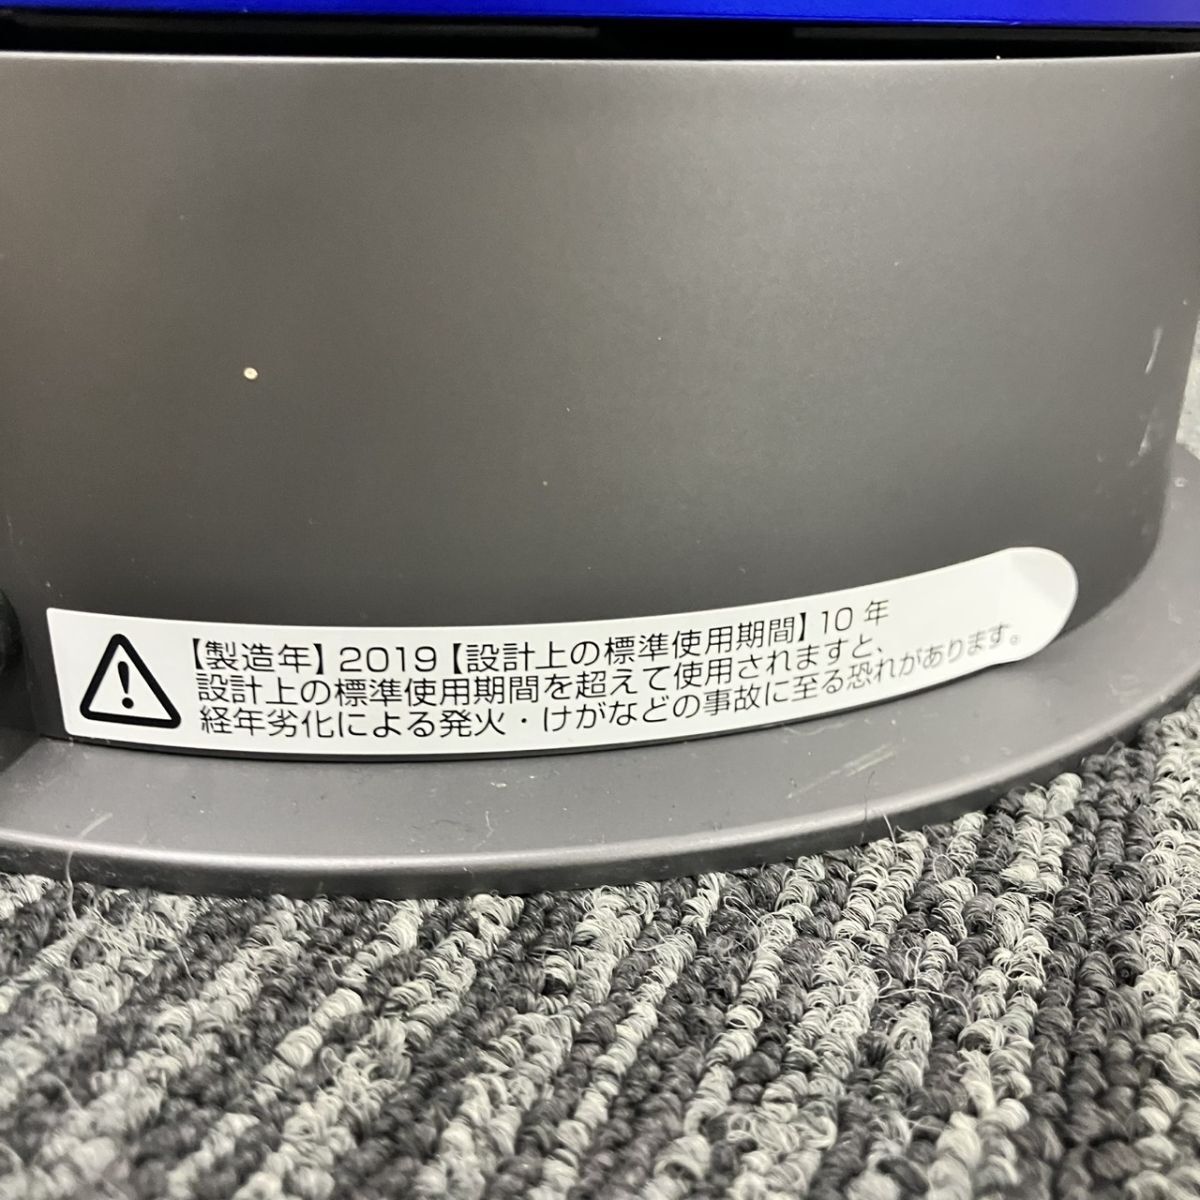 【製造年】2019【設計上の標準使用期間】10 年
設計上の標準使用期間を超えて使用されますと、
経年劣化による発火・けがなどの事故に至る恐れがあります。